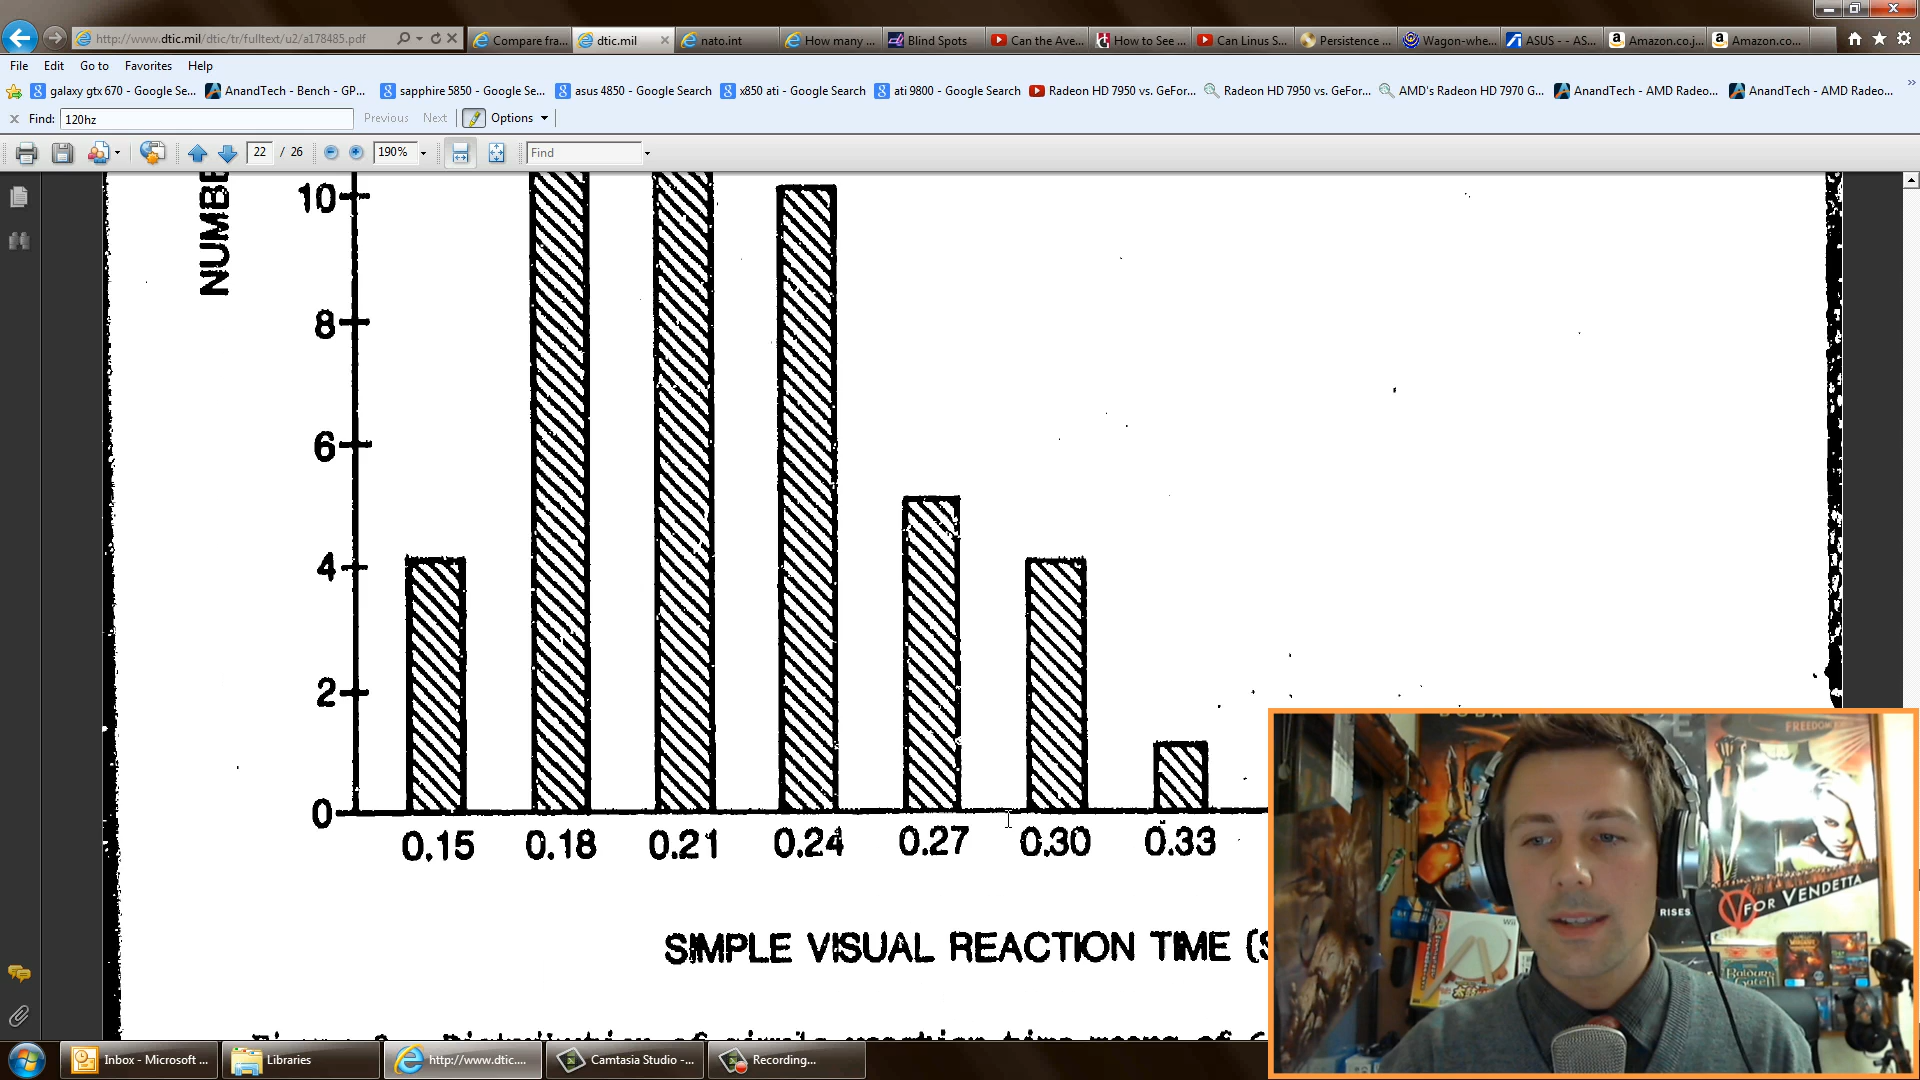 http://www.dtic.mil/dtic/tr/fulltext/u2/a178485.pdf
Compare fra...
dtic.mil
nato.int
How many ...
Blind Spots
Can the Ave...
How to See ...
Can Linus S...
Persistence ...
Wagon-whe...
ASUS - - AS...
Amazon.co.j...
Amazon.co...
File Edit Go to Favorites Help
galaxy gtx 670 - Google Se...
AnandTech - Bench - GP...
sapphire 5850 - Google Se...
asus 4850 - Google Search
x850 ati - Google Search
ati 9800 - Google Search
Radeon HD 7950 vs. GeFor...
Radeon HD 7950 vs. GeFor...
AMD's Radeon HD 7970 G...
AnandTech - AMD Radeo...
AnandTech - AMD Radeo...
Find: 120hz Previous Next Options
22 / 26 190% Find
NUMBE
10
8
6
4
2
0
0.15 0.18 0.21 0.24 0.27 0.30 0.33
SIMPLE VISUAL REACTION TIME (S
FREEDOM
V FOR VENDETTA
RISES
Wii
Baldurs Gate II
Inbox - Microsoft ...
Libraries
http://www.dtic....
Camtasia Studio -...
Recording...